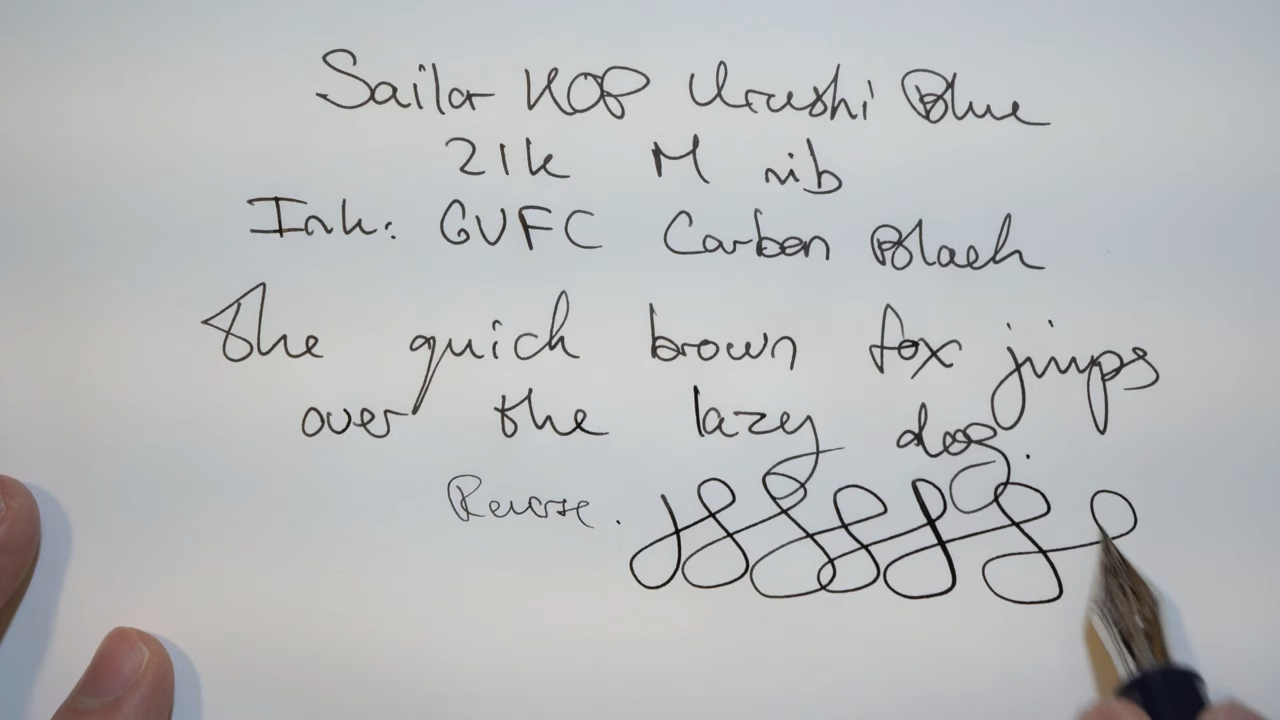 Sailor KOP Urushi Blue
21k M nib
Ink: GVFC Carbon Black
The quick brown fox jimps
over the lazy dog.
Reverse.